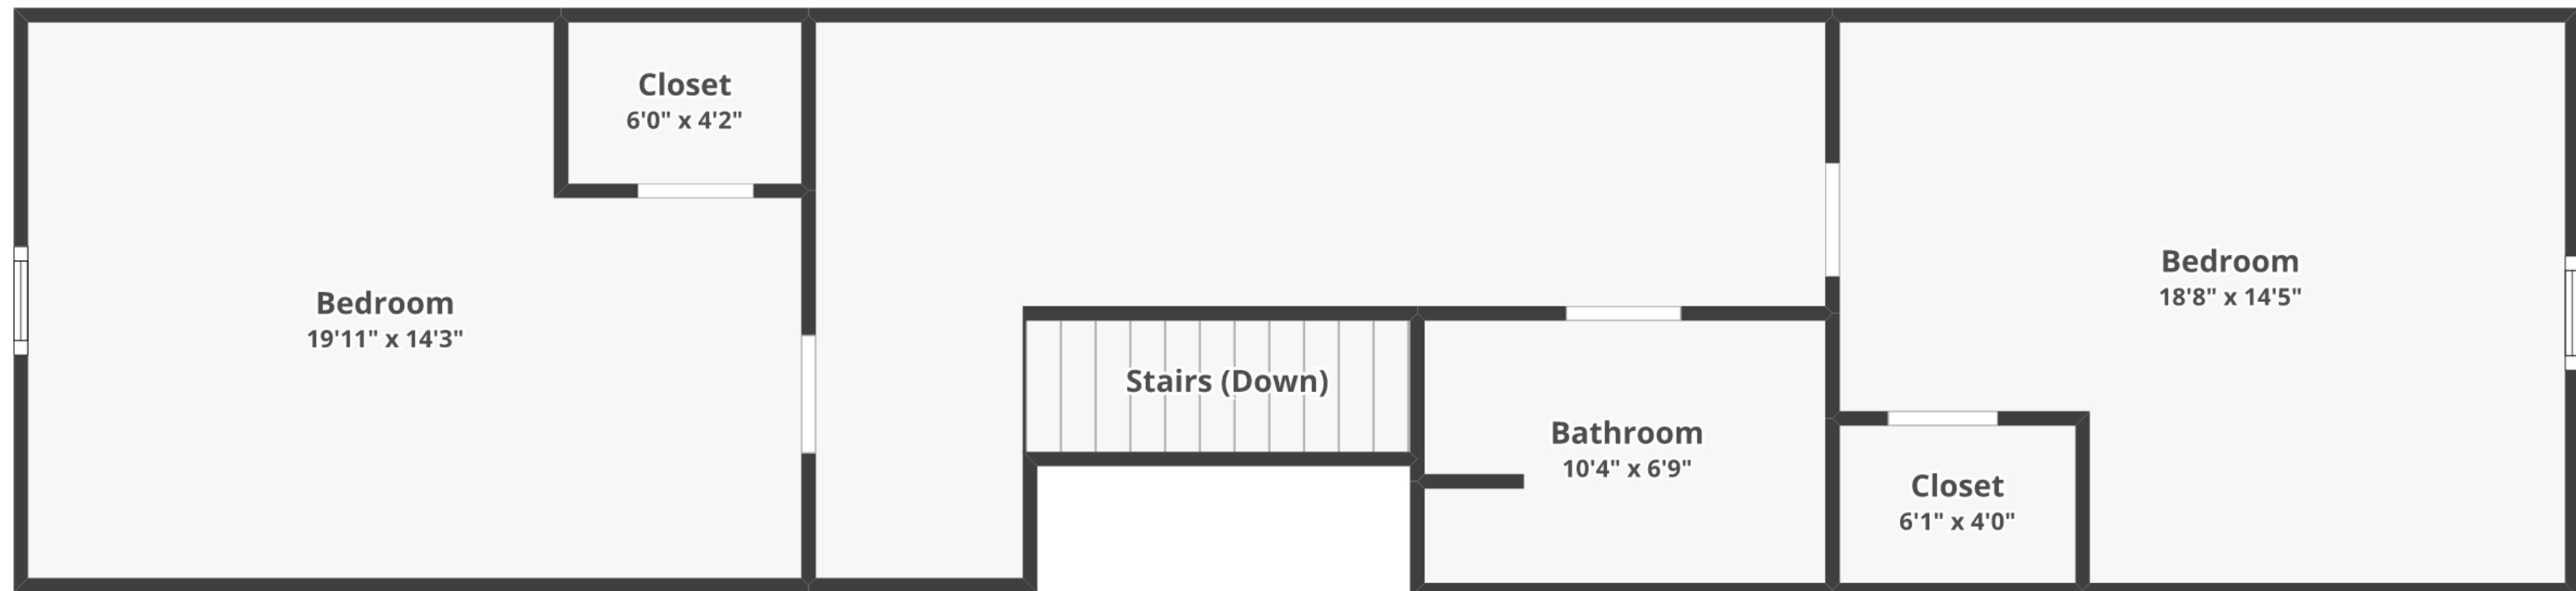 Closet
6'0" x 4'2"
Bedroom
19'11" x 14'3"
Stairs (Down)
Bathroom
10'4" x 6'9"
Bedroom
18'8" x 14'5"
Closet
6'1" x 4'0"